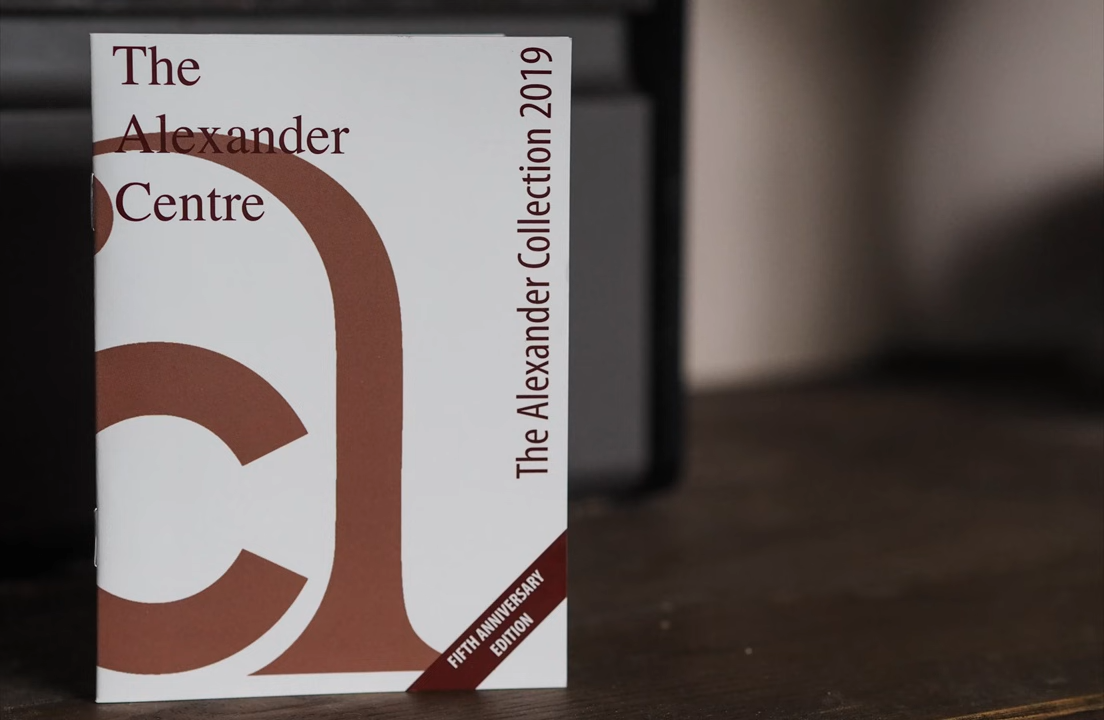 The
Alexander
Centre
The Alexander Collection 2019
FIFTH ANNIVERSARY
EDITION